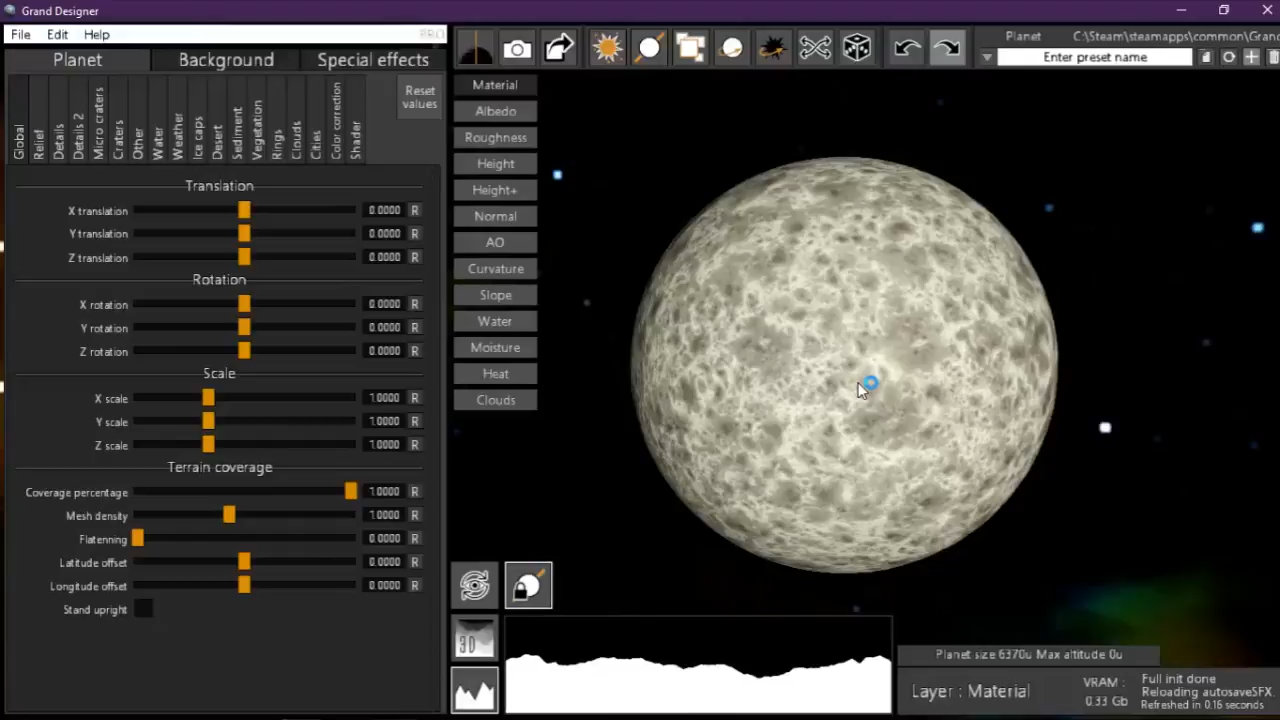 Grand Designer
File Edit Help PRO
Planet Background Special effects
Global Relief Details Details 2 Micro craters Craters Other Water Weather Ice caps Desert Sediment Vegetation Rings Clouds Cities Color correction Shader
Reset values
Translation
X translation 0.0000 R
Y translation 0.0000 R
Z translation 0.0000 R
Rotation
X rotation 0.0000 R
Y rotation 0.0000 R
Z rotation 0.0000 R
Scale
X scale 1.0000 R
Y scale 1.0000 R
Z scale 1.0000 R
Terrain coverage
Coverage percentage 1.0000 R
Mesh density 1.0000 R
Flatenning 0.0000 R
Latitude offset 0.0000 R
Longitude offset 0.0000 R
Stand upright
Material
Albedo
Roughness
Height
Height+
Normal
AO
Curvature
Slope
Water
Moisture
Heat
Clouds
3D
Planet C:\Steam\steamapps\common\Grand
Enter preset name
Planet size 6370u Max altitude 0u
Layer : Material
VRAM :
0.33 Gb
Full init done
Reloading autosaveSFX.
Refreshed in 0.16 seconds